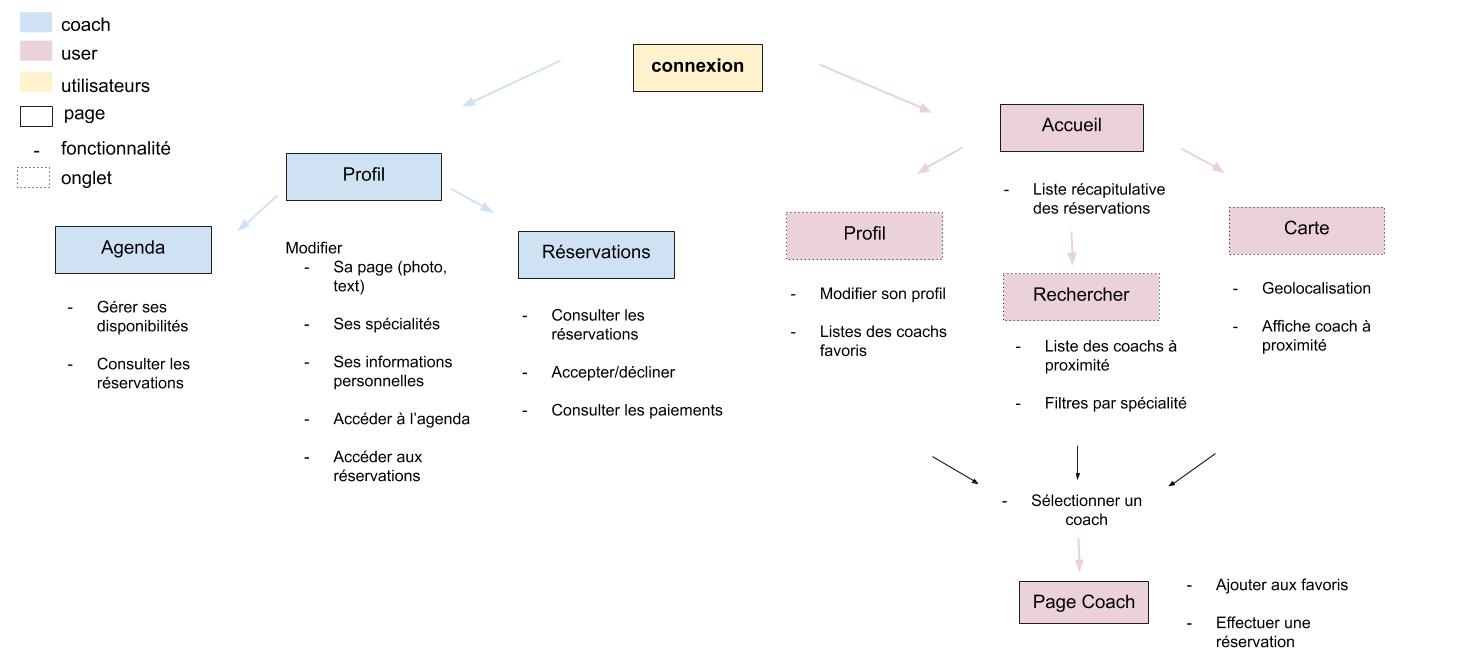 coach
user
utilisateurs
page
- fonctionnalité
onglet
connexion
Profil
Agenda
- Gérer ses
disponibilités
- Consulter les
réservations
Modifier
- Sa page (photo,
text)
- Ses spécialités
- Ses informations
personnelles
- Accéder à l’agenda
- Accéder aux
réservations
Réservations
- Consulter les
réservations
- Accepter/décliner
- Consulter les paiements
Accueil
- Liste récapitulative
des réservations
Profil
- Modifier son profil
- Listes des coachs
favoris
Rechercher
- Liste des coachs à
proximité
- Filtres par spécialité
Carte
- Geolocalisation
- Affiche coach à
proximité
- Sélectionner un
coach
Page Coach
- Ajouter aux favoris
- Effectuer une
réservation